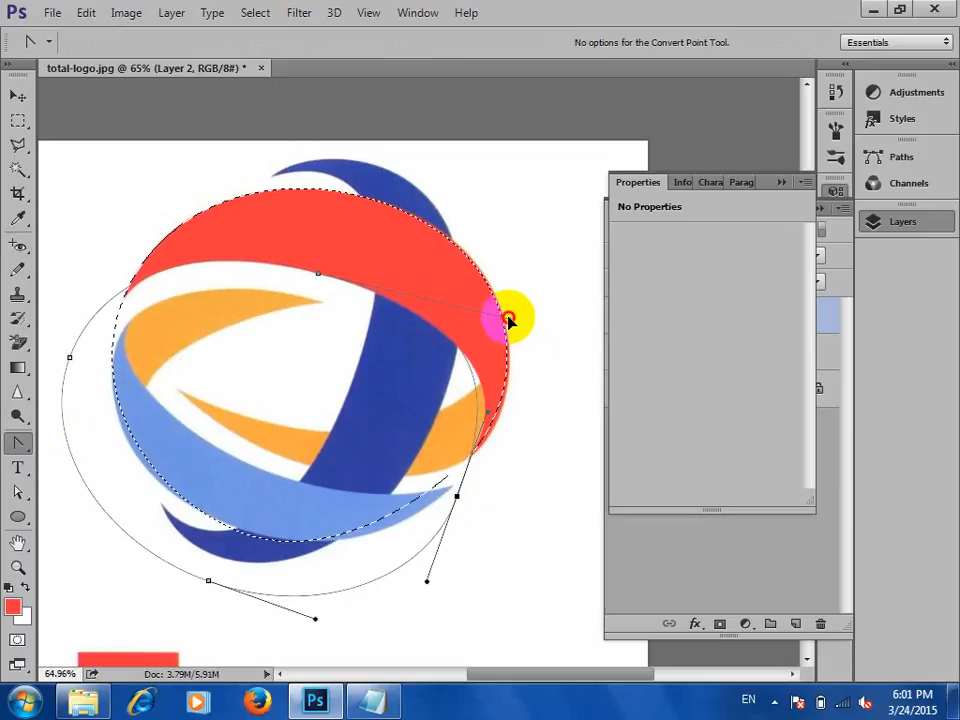 Ps File Edit Image Layer Type Select Filter 3D View Window Help
No options for the Convert Point Tool.
Essentials
total-logo.jpg @ 65% (Layer 2, RGB/8#) *
Adjustments
Styles
Paths
Channels
Layers
Properties Info Chara Parag
No Properties
T
fx
64.96% Doc: 3.79M/5.91M
Ps
EN
6:01 PM
3/24/2015